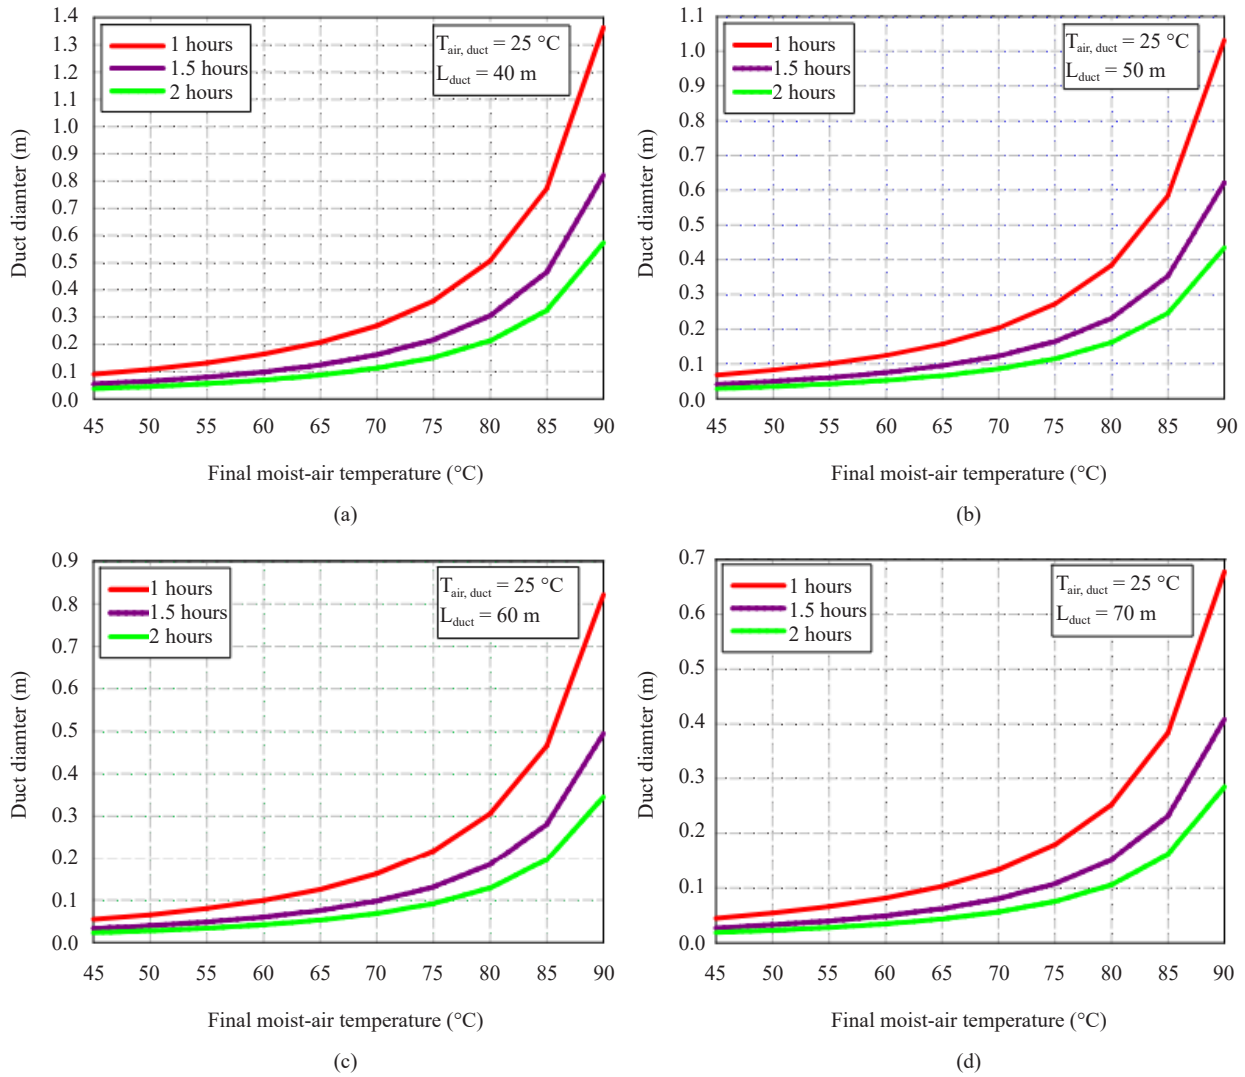 1.4
1.3
1.2
1.1
1.0
0.9
0.8
0.7
0.6
0.5
0.4
0.3
0.2
0.1
0.0
Duct diamter (m)
1 hours
1.5 hours
2 hours
T air, duct = 25 °C
L duct = 40 m
45 50 55 60 65 70 75 80 85 90
Final moist-air temperature (°C)
(a)
1.1
1.0
0.9
0.8
0.7
0.6
0.5
0.4
0.3
0.2
0.1
0.0
Duct diamter (m)
1 hours
1.5 hours
2 hours
T air, duct = 25 °C
L duct = 50 m
45 50 55 60 65 70 75 80 85 90
Final moist-air temperature (°C)
(b)
0.9
0.8
0.7
0.6
0.5
0.4
0.3
0.2
0.1
0.0
Duct diamter (m)
1 hours
1.5 hours
2 hours
T air, duct = 25 °C
L duct = 60 m
45 50 55 60 65 70 75 80 85 90
Final moist-air temperature (°C)
(c)
0.7
0.6
0.5
0.4
0.3
0.2
0.1
0.0
Duct diamter (m)
1 hours
1.5 hours
2 hours
T air, duct = 25 °C
L duct = 70 m
45 50 55 60 65 70 75 80 85 90
Final moist-air temperature (°C)
(d)